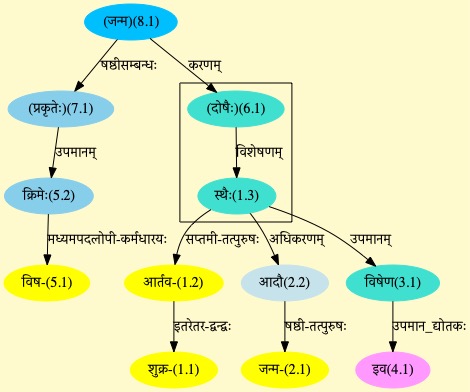 (जन्म)(8.1)
षष्ठीसम्बन्धः करणम्
(प्रकृतेः)(7.1) (दोषैः)(6.1)
उपमानम् विशेषणम्
क्रिमेः(5.2) स्थैः(1.3)
मध्यमपदलोपी-कर्मधारयः सप्तमी-तत्पुरुषः अधिकरणम् उपमानम्
विष-(5.1) आर्तव-(1.2) आदौ(2.2) विषेण(3.1)
इतरेतर-द्वन्द्वः षष्ठी-तत्पुरुषः उपमान_द्योतकः
शुक्र-(1.1) जन्म-(2.1) इव(4.1)